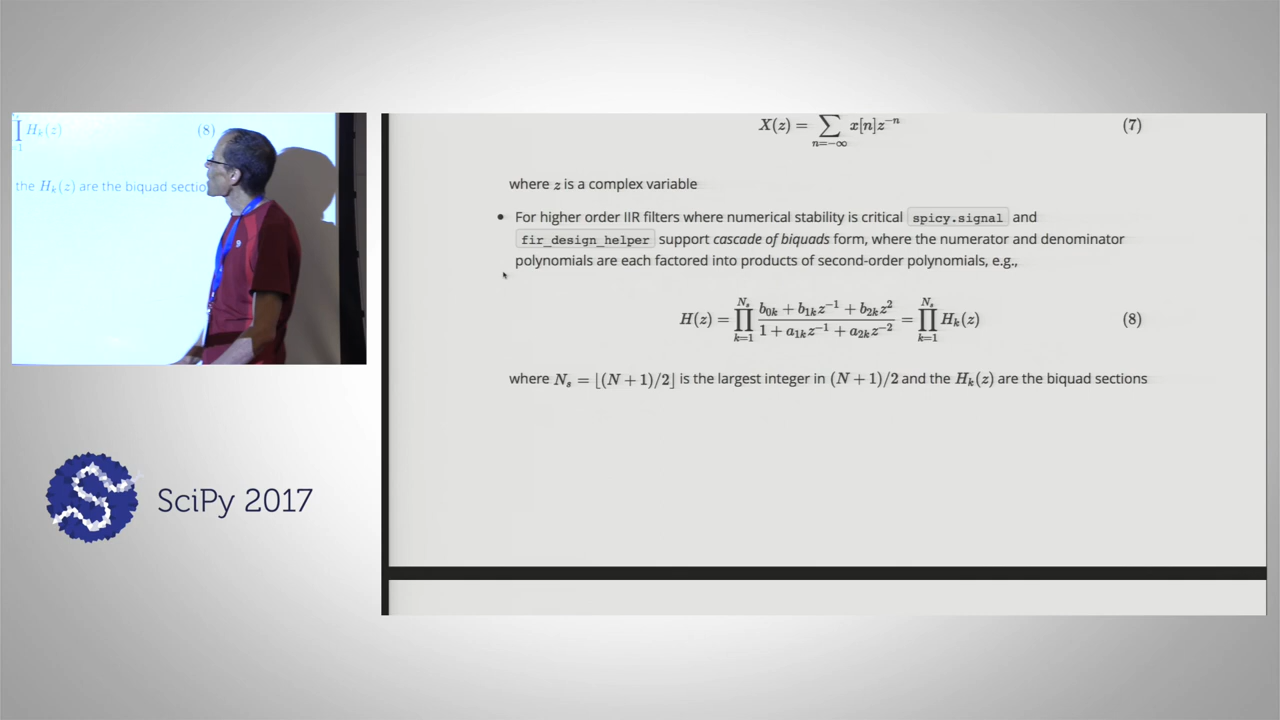 H_k(z) (8)
the H_k(z) are the biquad sectio
SciPy 2017
X(z) = ∑_{n=-∞} x[n]z^{-n} (7)
where z is a complex variable
• For higher order IIR filters where numerical stability is critical spicy.signal and
fir_design_helper support cascade of biquads form, where the numerator and denominator
polynomials are each factored into products of second-order polynomials, e.g.,
H(z) = ∏_{k=1}^{N_s} (b_{0k} + b_{1k}z^{-1} + b_{2k}z^{2}) / (1 + a_{1k}z^{-1} + a_{2k}z^{-2}) = ∏_{k=1}^{N_s} H_k(z) (8)
where N_s = ⌊(N + 1)/2⌋ is the largest integer in (N + 1)/2 and the H_k(z) are the biquad sections